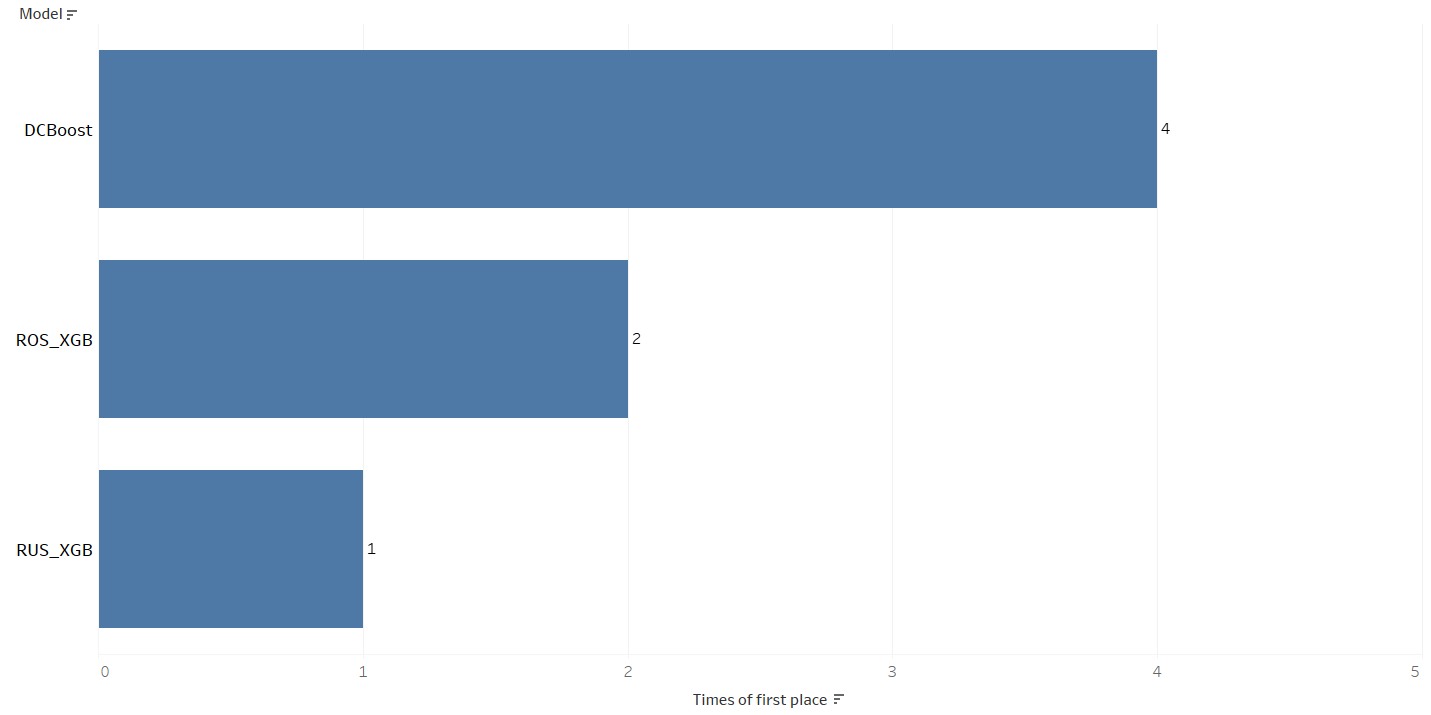 Model
DCBoost
4
ROS_XGB
2
RUS_XGB
1
0 1 2 3 4 5
Times of first place